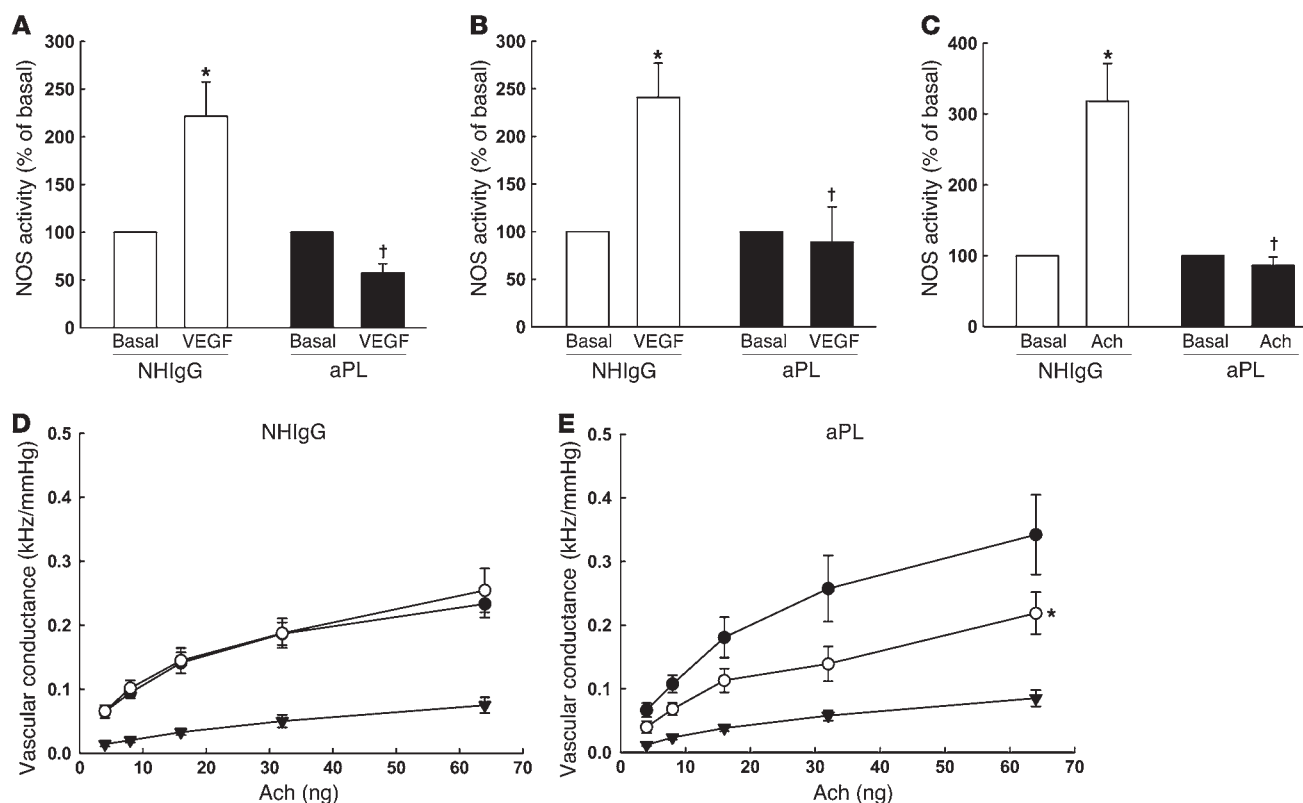 A
NOS activity (% of basal)
300
250
200
150
100
50
0
*
†
Basal VEGF Basal VEGF
NHIgG aPL
B
NOS activity (% of basal)
300
250
200
150
100
50
0
*
†
Basal VEGF Basal VEGF
NHIgG aPL
C
NOS activity (% of basal)
400
300
200
100
0
*
†
Basal Ach Basal Ach
NHIgG aPL
D
NHIgG
Vascular conductance (kHz/mmHg)
0.5
0.4
0.3
0.2
0.1
0.0
0 10 20 30 40 50 60 70
Ach (ng)
E
aPL
Vascular conductance (kHz/mmHg)
0.5
0.4
0.3
0.2
0.1
0.0
*
0 10 20 30 40 50 60 70
Ach (ng)